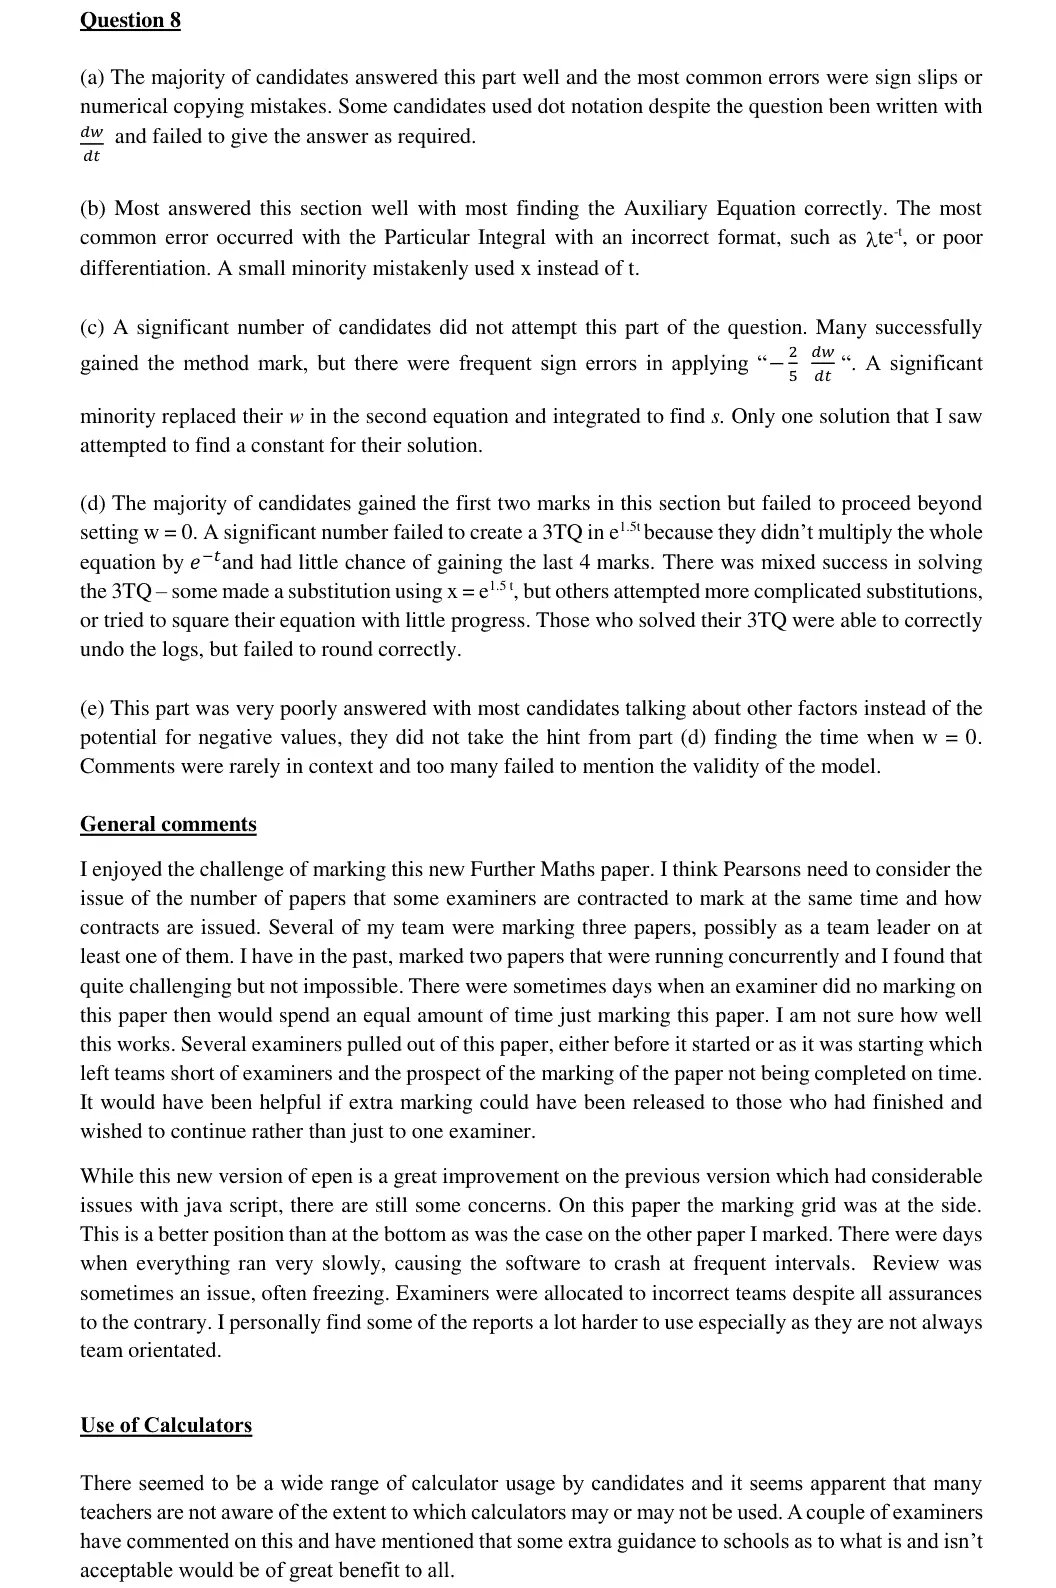 Question 8
(a) The majority of candidates answered this part well and the most common errors were sign slips or
numerical copying mistakes. Some candidates used dot notation despite the question been written with
dw/dt and failed to give the answer as required.
(b) Most answered this section well with most finding the Auxiliary Equation correctly. The most
common error occurred with the Particular Integral with an incorrect format, such as λte⁻ᵗ, or poor
differentiation. A small minority mistakenly used x instead of t.
(c) A significant number of candidates did not attempt this part of the question. Many successfully
gained the method mark, but there were frequent sign errors in applying “−2/5 dw/dt “. A significant
minority replaced their w in the second equation and integrated to find s. Only one solution that I saw
attempted to find a constant for their solution.
(d) The majority of candidates gained the first two marks in this section but failed to proceed beyond
setting w = 0. A significant number failed to create a 3TQ in e^1.5t because they didn’t multiply the whole
equation by e^−t and had little chance of gaining the last 4 marks. There was mixed success in solving
the 3TQ – some made a substitution using x = e^1.5 t, but others attempted more complicated substitutions,
or tried to square their equation with little progress. Those who solved their 3TQ were able to correctly
undo the logs, but failed to round correctly.
(e) This part was very poorly answered with most candidates talking about other factors instead of the
potential for negative values, they did not take the hint from part (d) finding the time when w = 0.
Comments were rarely in context and too many failed to mention the validity of the model.
General comments
I enjoyed the challenge of marking this new Further Maths paper. I think Pearsons need to consider the
issue of the number of papers that some examiners are contracted to mark at the same time and how
contracts are issued. Several of my team were marking three papers, possibly as a team leader on at
least one of them. I have in the past, marked two papers that were running concurrently and I found that
quite challenging but not impossible. There were sometimes days when an examiner did no marking on
this paper then would spend an equal amount of time just marking this paper. I am not sure how well
this works. Several examiners pulled out of this paper, either before it started or as it was starting which
left teams short of examiners and the prospect of the marking of the paper not being completed on time.
It would have been helpful if extra marking could have been released to those who had finished and
wished to continue rather than just to one examiner.
While this new version of epen is a great improvement on the previous version which had considerable
issues with java script, there are still some concerns. On this paper the marking grid was at the side.
This is a better position than at the bottom as was the case on the other paper I marked. There were days
when everything ran very slowly, causing the software to crash at frequent intervals. Review was
sometimes an issue, often freezing. Examiners were allocated to incorrect teams despite all assurances
to the contrary. I personally find some of the reports a lot harder to use especially as they are not always
team orientated.
Use of Calculators
There seemed to be a wide range of calculator usage by candidates and it seems apparent that many
teachers are not aware of the extent to which calculators may or may not be used. A couple of examiners
have commented on this and have mentioned that some extra guidance to schools as to what is and isn’t
acceptable would be of great benefit to all.